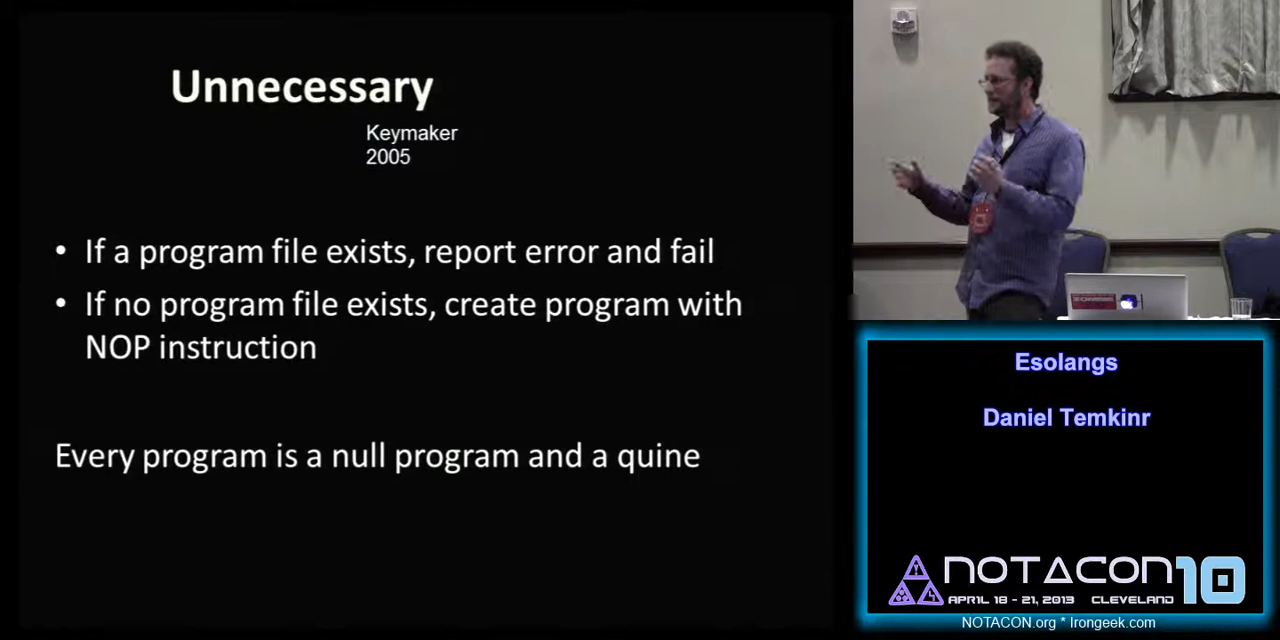 Unnecessary
Keymaker
2005
• If a program file exists, report error and fail
• If no program file exists, create program with
NOP instruction
Every program is a null program and a quine
Esolangs
Daniel Temkinr
NOTACON 10
APRIL 18 - 21, 2013 CLEVELAND
NOTACON.org * Irongeek.com